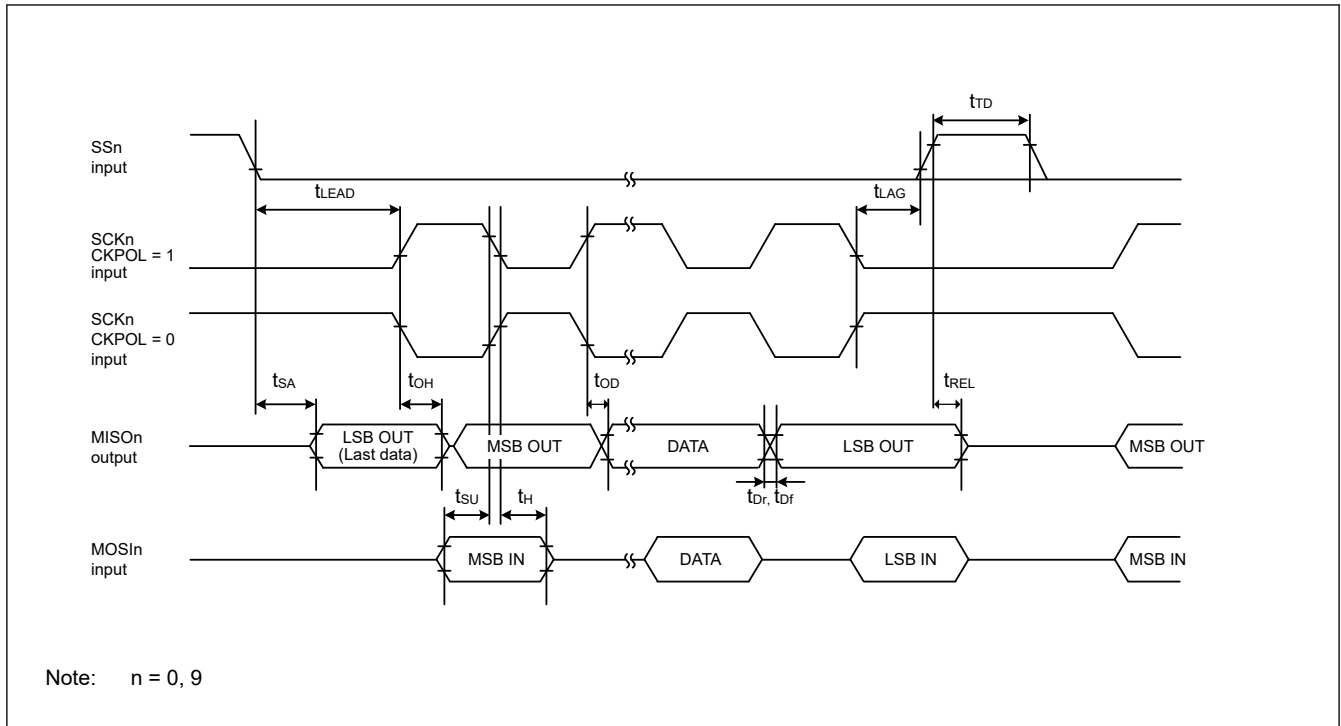 tTD
SSn
input
tLEAD
tLAG
SCKn
CKPOL = 1
input
SCKn
CKPOL = 0
input
tSA
tOH
tOD
tREL
MISOn
output
LSB OUT
(Last data)
MSB OUT
DATA
LSB OUT
MSB OUT
tSU
tH
tDr, tDf
MOSIn
input
MSB IN
DATA
LSB IN
MSB IN
Note: n = 0, 9